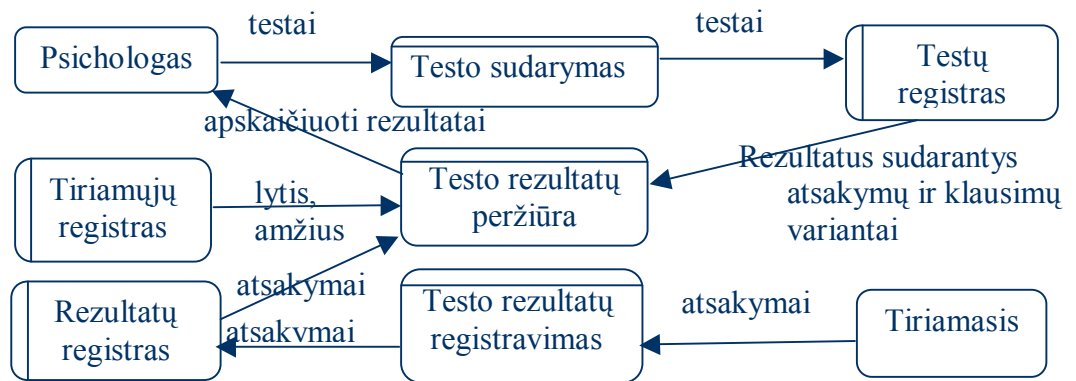 testai
testai
Psichologas
Testo sudarymas
Testų
registras
apskaičiuoti rezultatai
Rezultatus sudarantys
atsakymų ir klausimų
variantai
Tiriamųjų
registras
lytis,
amžius
Testo rezultatų
peržiūra
atsakymai
Rezultatų
registras
atsakymai
Testo rezultatų
registravimas
atsakymai
Tiriamasis